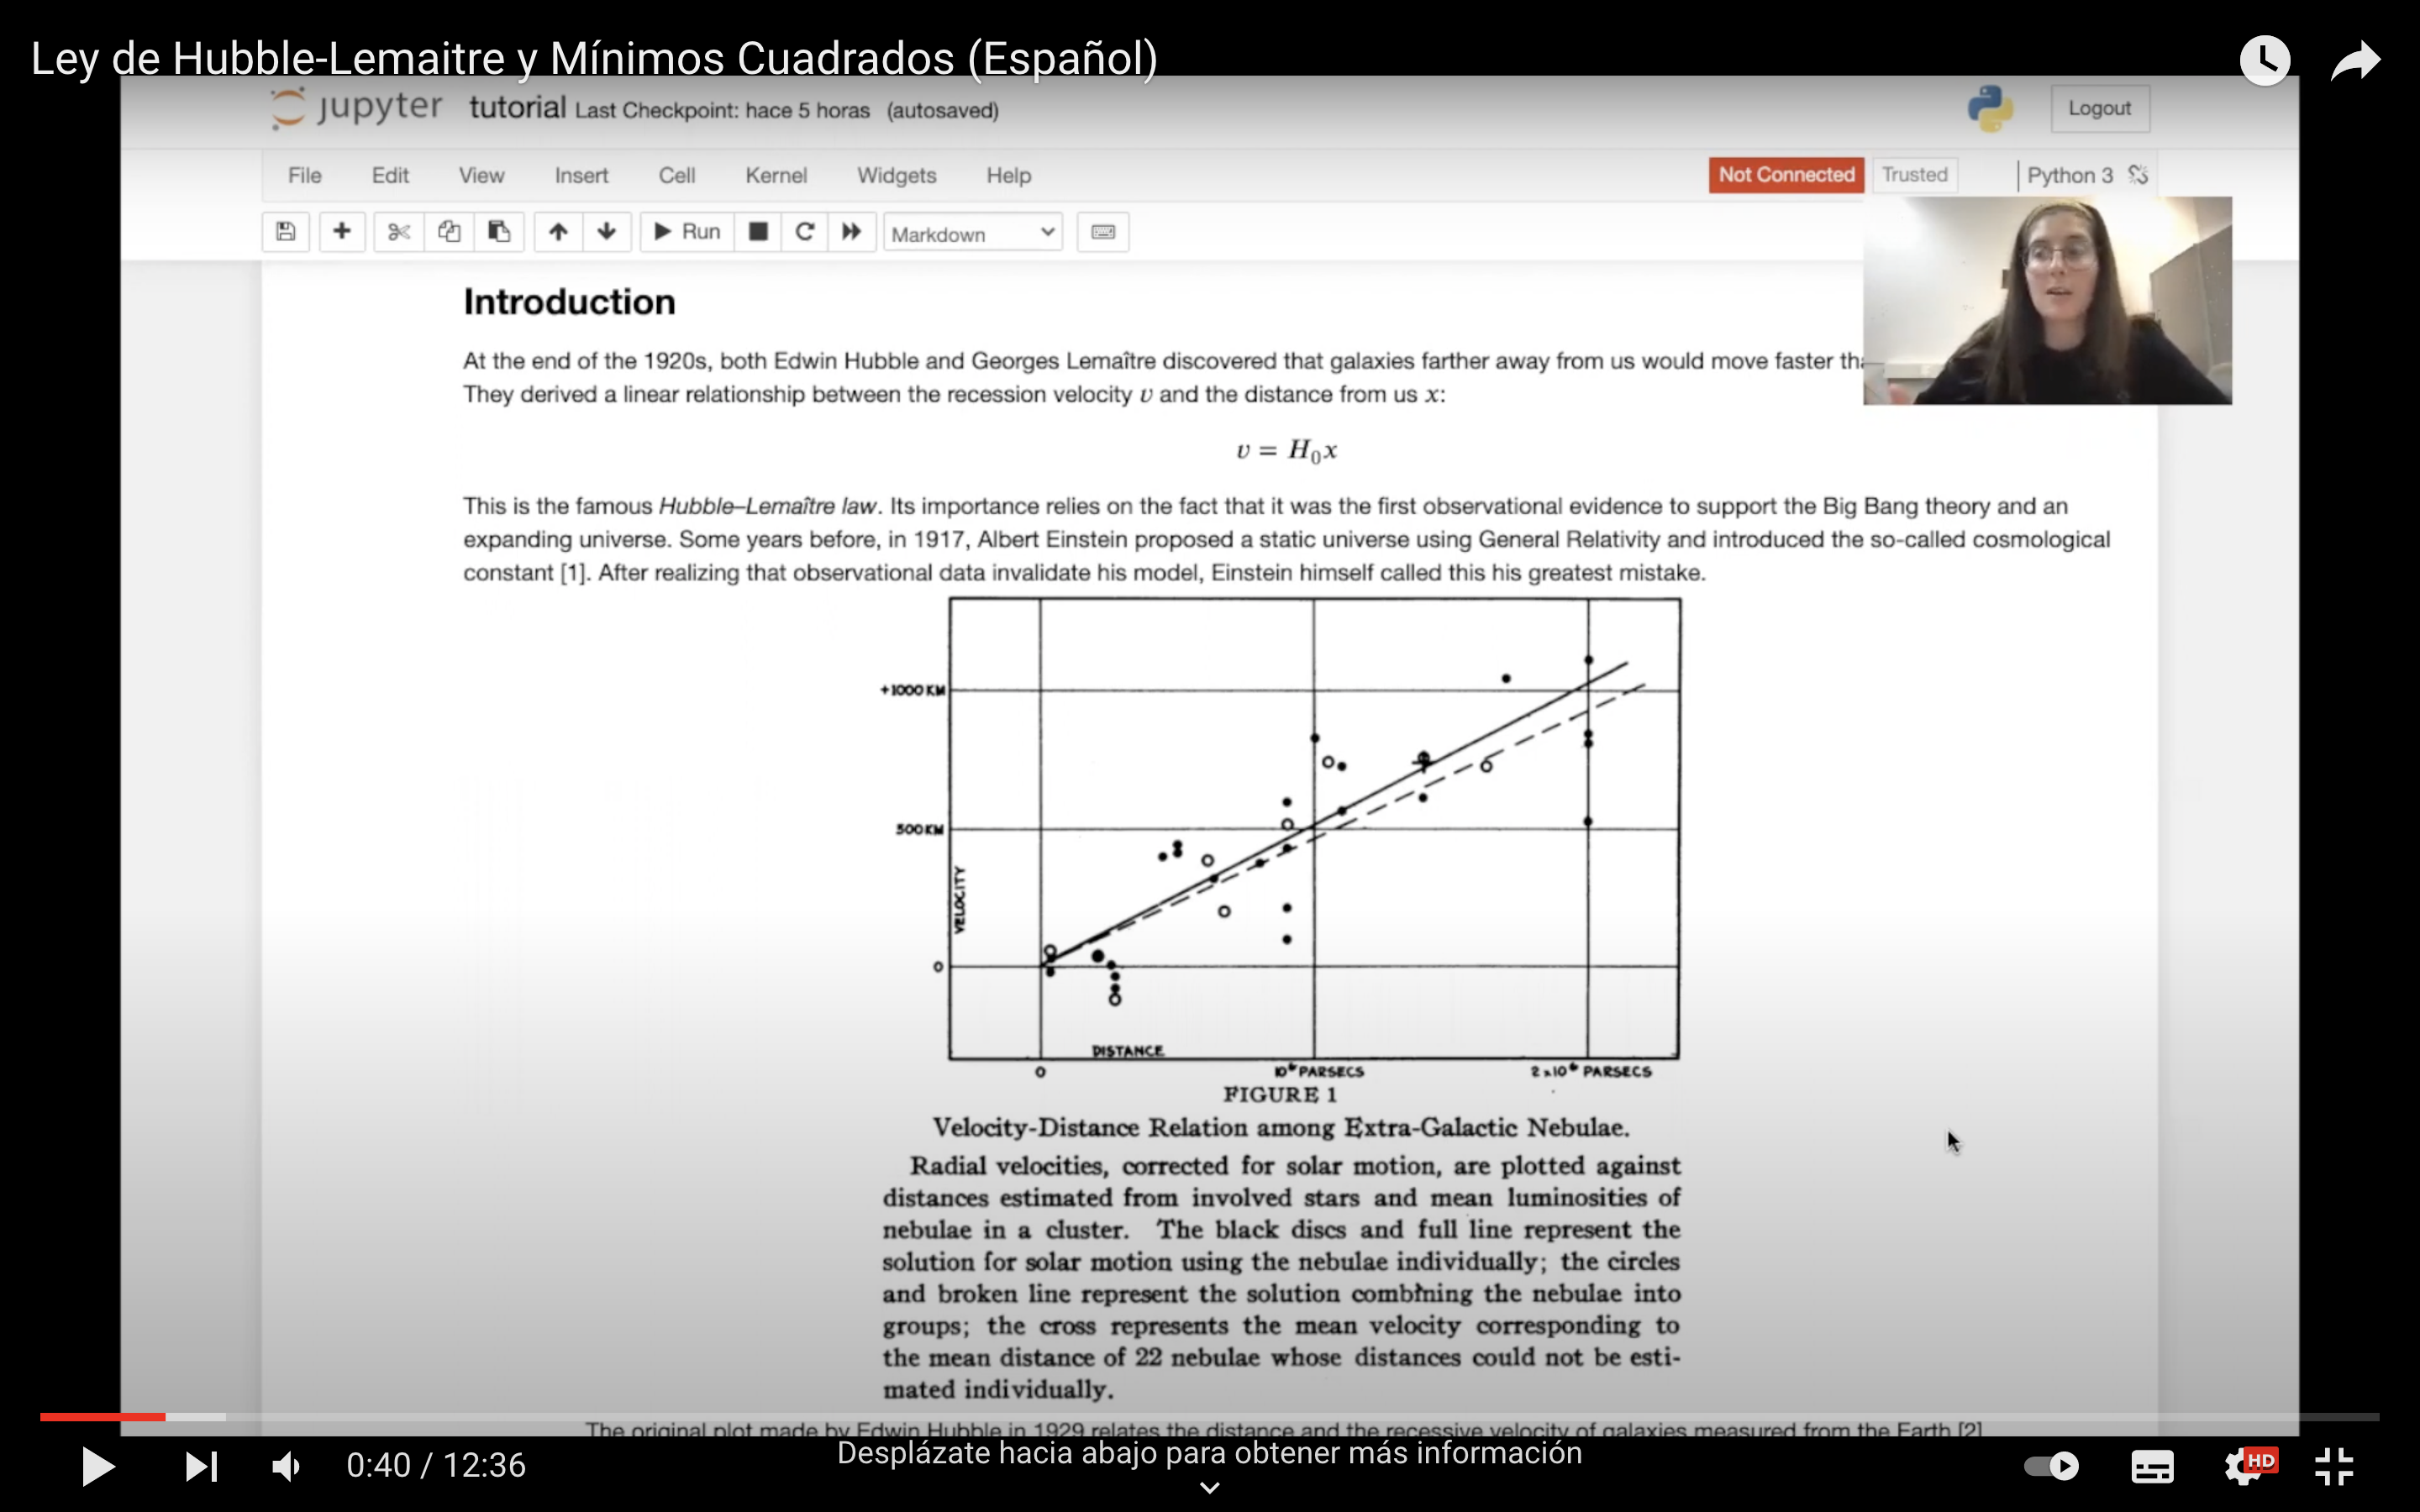 Ley de Hubble-Lemaitre y Mínimos Cuadrados (Español)
jupyter tutorial Last Checkpoint: hace 5 horas (autosaved)
Logout
File Edit View Insert Cell Kernel Widgets Help
Not Connected Trusted Python 3
Run Markdown
Introduction
At the end of the 1920s, both Edwin Hubble and Georges Lemaître discovered that galaxies farther away from us would move faster
They derived a linear relationship between the recession velocity v and the distance from us x:
v = H₀x
This is the famous Hubble–Lemaître law. Its importance relies on the fact that it was the first observational evidence to support the Big Bang theory and an
expanding universe. Some years before, in 1917, Albert Einstein proposed a static universe using General Relativity and introduced the so-called cosmological
constant [1]. After realizing that observational data invalidate his model, Einstein himself called this his greatest mistake.
+1000 KM
500 KM
VELOCITY
0
DISTANCE
0 10⁶ PARSECS 2x10⁶ PARSECS
FIGURE 1
Velocity-Distance Relation among Extra-Galactic Nebulae.
Radial velocities, corrected for solar motion, are plotted against
distances estimated from involved stars and mean luminosities of
nebulae in a cluster. The black discs and full line represent the
solution for solar motion using the nebulae individually; the circles
and broken line represent the solution combining the nebulae into
groups; the cross represents the mean velocity corresponding to
the mean distance of 22 nebulae whose distances could not be esti-
mated individually.
The original plot made by Edwin Hubble in 1929 relates the distance and the recessive velocity of galaxies measured from the Earth [2]
0:40 / 12:36
Desplázate hacia abajo para obtener más información
HD